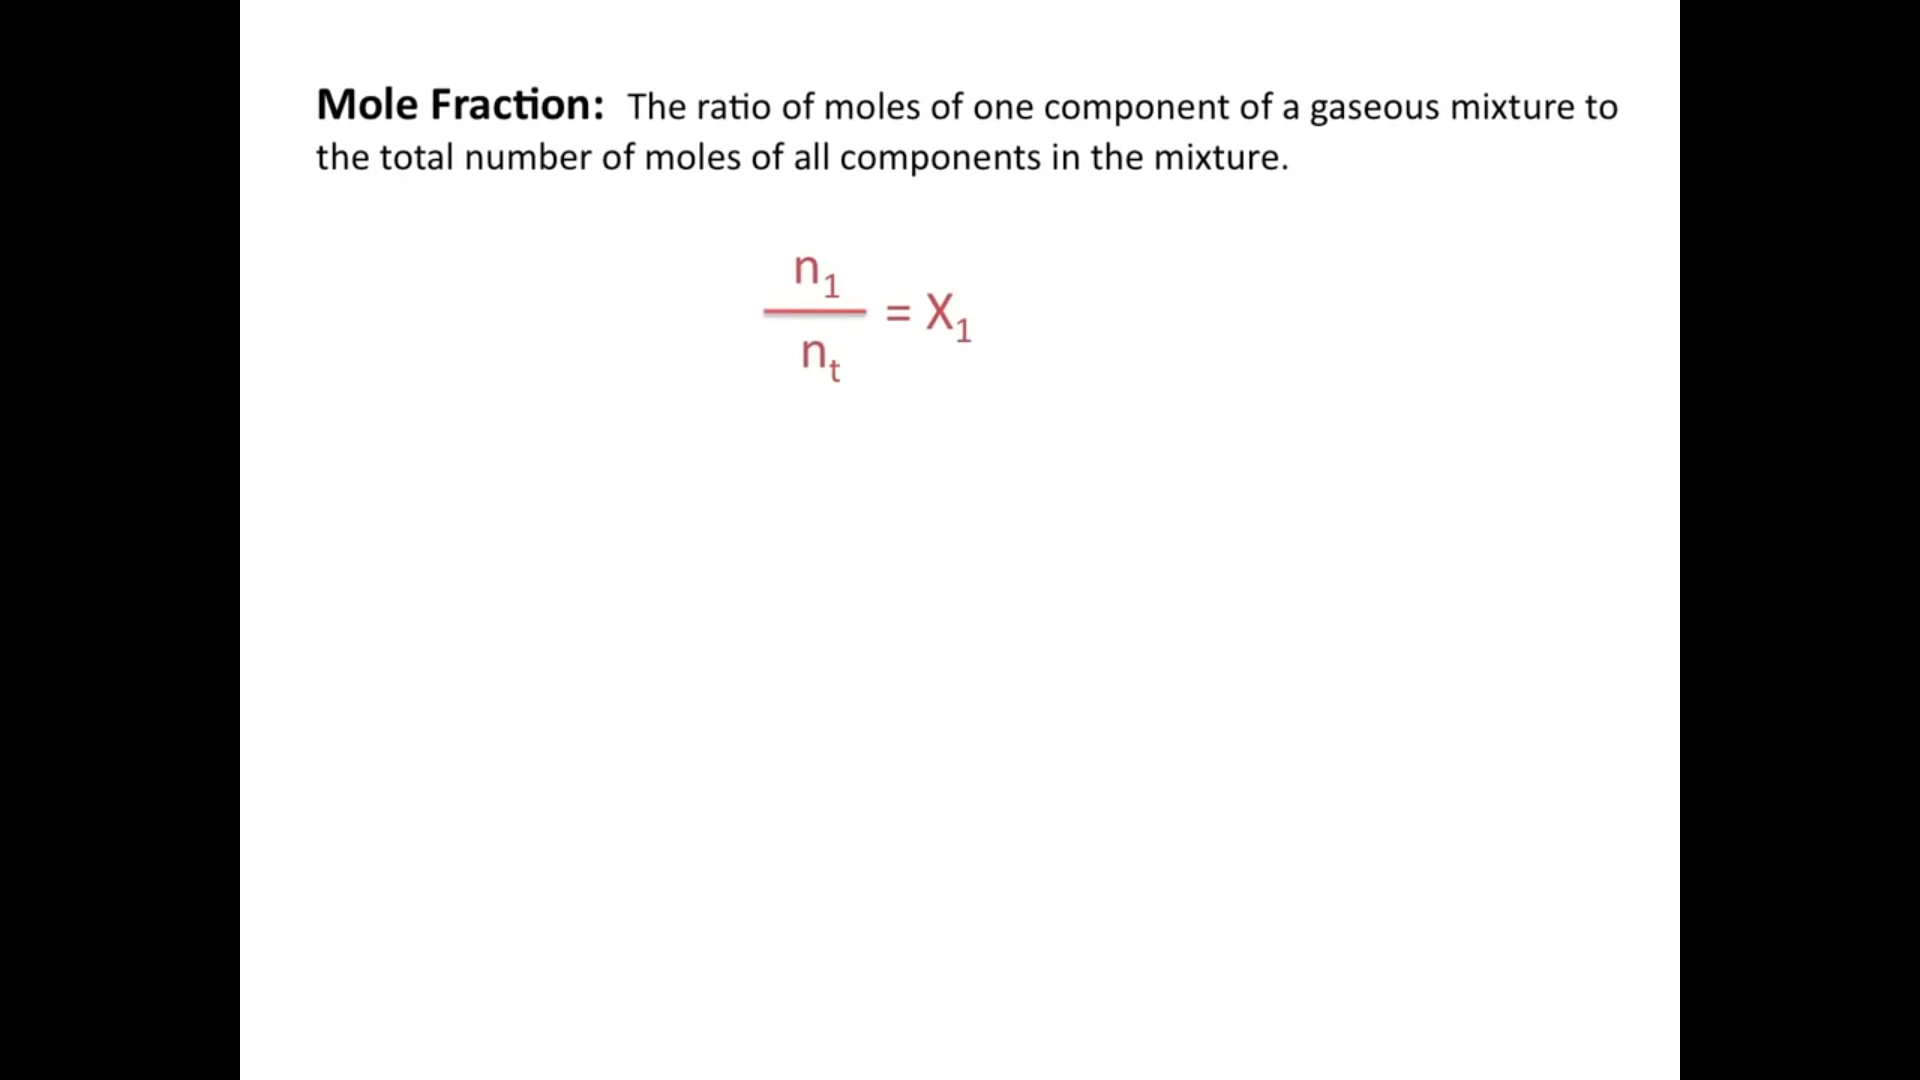 Mole Fraction: The ratio of moles of one component of a gaseous mixture to
the total number of moles of all components in the mixture.
n₁
= X₁
nₜ